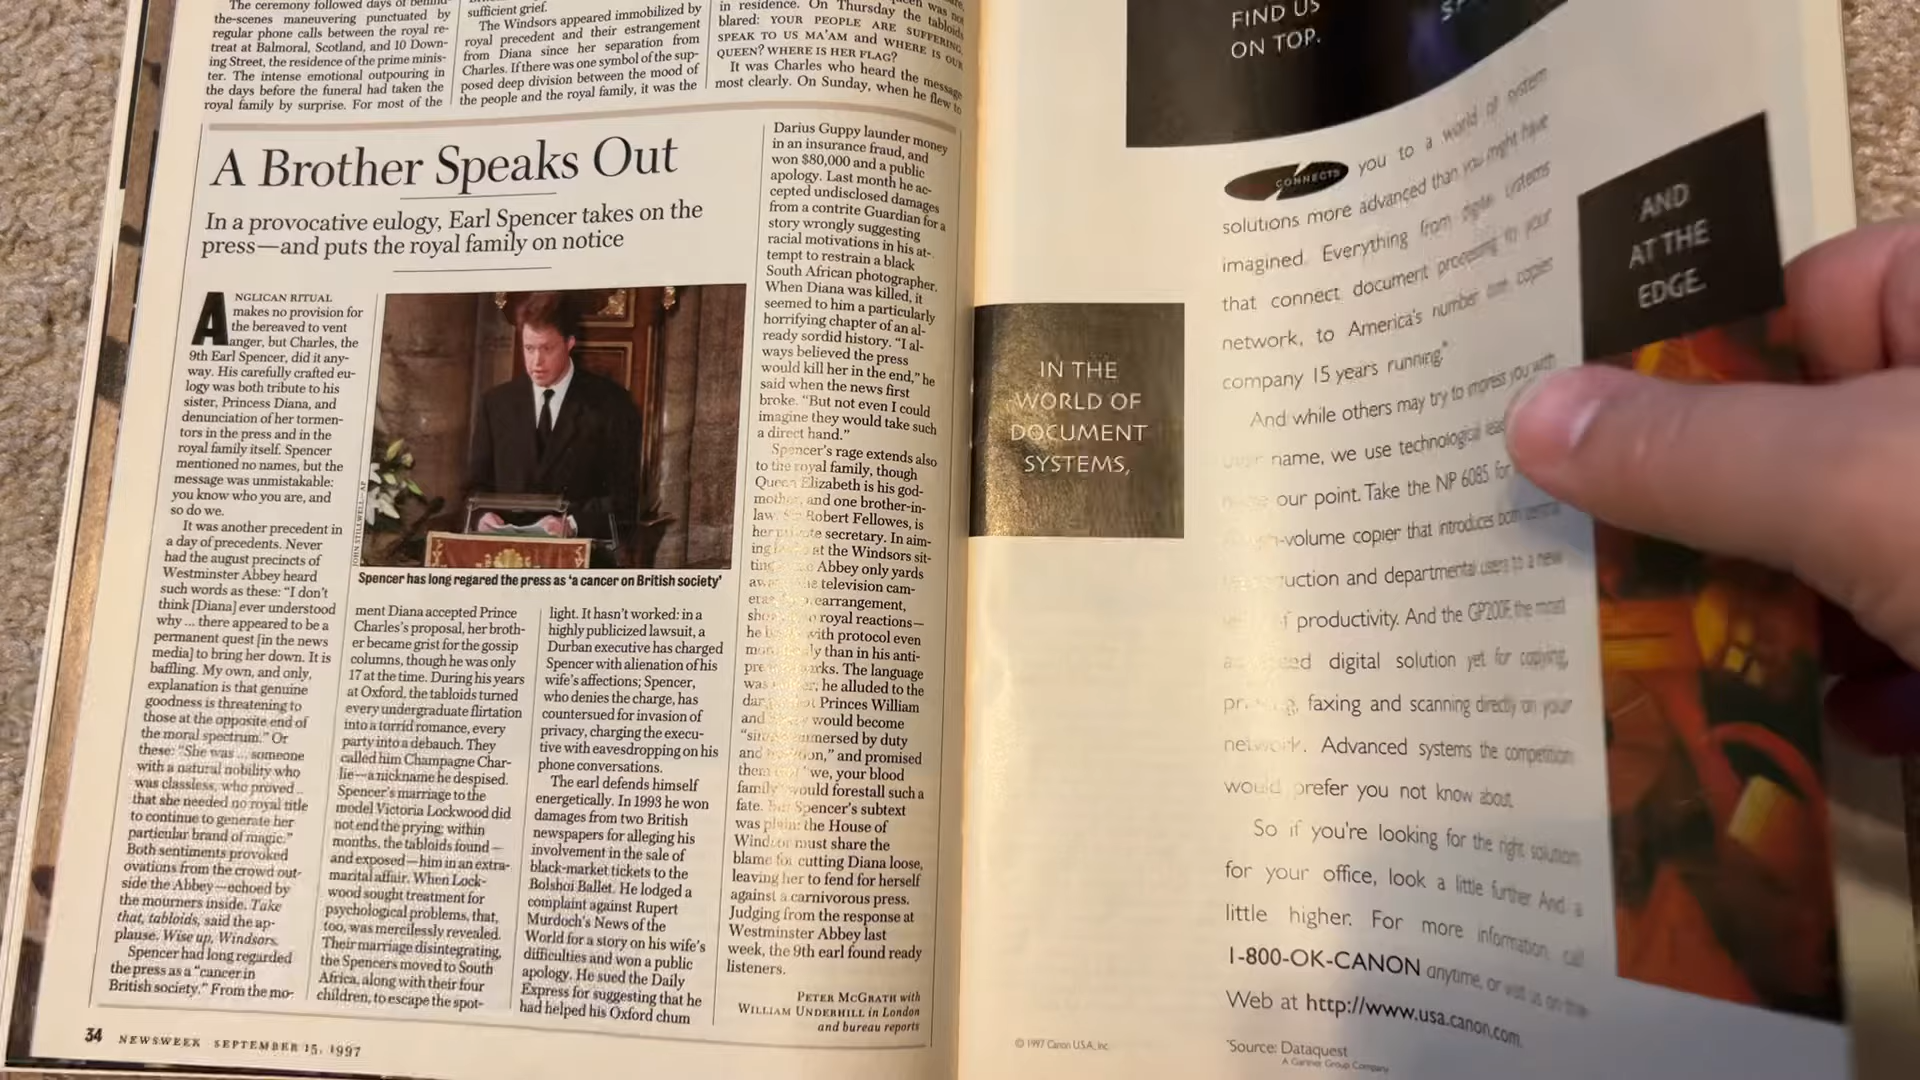 The ceremony followed days of behind-
the-scenes maneuvering punctuated by
regular phone calls between the royal re-
treat at Balmoral, Scotland, and 10 Down-
ing Street, the residence of the prime minis-
ter. The intense emotional outpouring in
the days before the funeral had taken the
royal family by surprise. For most of the
sufficient grief.
The Windsors appeared immobilized by
royal precedent and their estrangement
from Diana since her separation from
Charles. If there was one symbol of the sup-
posed deep division between the mood of
the people and the royal family, it was the
in residence. On Thursday the tabloids
blared: YOUR PEOPLE ARE SUFFERING,
SPEAK TO US MA'AM and WHERE IS OUR
QUEEN? WHERE IS HER FLAG?
It was Charles who heard the message
most clearly. On Sunday, when he flew to
A Brother Speaks Out
In a provocative eulogy, Earl Spencer takes on the
press—and puts the royal family on notice
ANGLICAN RITUAL
makes no provision for
the bereaved to vent
anger, but Charles, the
9th Earl Spencer, did it any-
way. His carefully crafted eu-
logy was both tribute to his
sister, Princess Diana, and
denunciation of her tormen-
tors in the press and in the
royal family itself. Spencer
mentioned no names, but the
message was unmistakable:
you know who you are, and
so do we.
It was another precedent in
a day of precedents. Never
had the august precincts of
Westminster Abbey heard
such words as these: "I don't
think [Diana] ever understood
why ... there appeared to be a
permanent quest [in the news
media] to bring her down. It is
baffling. My own, and only,
explanation is that genuine
goodness is threatening to
those at the opposite end of
the moral spectrum." Or
these: "She was ... someone
with a natural nobility who
was classless, who proved ..
that she needed no royal title
to continue to generate her
particular brand of magic."
Both sentiments provoked
ovations from the crowd out-
side the Abbey—echoed by
the mourners inside. Take
that, tabloids, said the ap-
plause. Wise up, Windsors.
Spencer had long regarded
the press as a "cancer in
British society." From the mo-
JOHN STILLWELL—AP
Spencer has long regared the press as 'a cancer on British society'
ment Diana accepted Prince
Charles's proposal, her broth-
er became grist for the gossip
columns, though he was only
17 at the time. During his years
at Oxford, the tabloids turned
every undergraduate flirtation
into a torrid romance, every
party into a debauch. They
called him Champagne Char-
lie—a nickname he despised.
Spencer's marriage to the
model Victoria Lockwood did
not end the prying; within
months, the tabloids found—
and exposed—him in an extra-
marital affair. When Lock-
wood sought treatment for
psychological problems, that,
too, was mercilessly revealed.
Their marriage disintegrating,
the Spencers moved to South
Africa, along with their four
children, to escape the spot-
light. It hasn't worked: in a
highly publicized lawsuit, a
Durban executive has charged
Spencer with alienation of his
wife's affections; Spencer,
who denies the charge, has
countersued for invasion of
privacy, charging the execu-
tive with eavesdropping on his
phone conversations.
The earl defends himself
energetically. In 1993 he won
damages from two British
newspapers for alleging his
involvement in the sale of
black-market tickets to the
Bolshoi Ballet. He lodged a
complaint against Rupert
Murdoch's News of the
World for a story on his wife's
difficulties and won a public
apology. He sued the Daily
Express for suggesting that he
had helped his Oxford chum
Darius Guppy launder money
in an insurance fraud, and
won $80,000 and a public
apology. Last month he ac-
cepted undisclosed damages
from a contrite Guardian for a
story wrongly suggesting
racial motivations in his at-
tempt to restrain a black
South African photographer.
When Diana was killed, it
seemed to him a particularly
horrifying chapter of an al-
ready sordid history. "I al-
ways believed the press
would kill her in the end," he
said when the news first
broke. "But not even I could
imagine they would take such
a direct hand."
Spencer's rage extends also
to the royal family, though
Queen Elizabeth is his god-
mother, and one brother-in-
law, Sir Robert Fellowes, is
her private secretary. In aim-
at the Windsors sit-
Abbey only yards
television cam-
rearrangement,
royal reactions—
he with protocol even
than in his anti-
The language
was he alluded to the
Princes William
and would become
immersed by duty
and and promised
"we, your blood
family" would forestall such a
fate. Spencer's subtext
was plain: the House of
Windsor must share the
blame for cutting Diana loose,
leaving her to fend for herself
against a carnivorous press.
Judging from the response at
Westminster Abbey last
week, the 9th earl found ready
listeners.
PETER MCGRATH with
WILLIAM UNDERHILL in London
and bureau reports
34 NEWSWEEK SEPTEMBER 15, 1997
FIND US
ON TOP.
IN THE
WORLD OF
DOCUMENT
SYSTEMS,
AND
AT THE
EDGE.
CONNECTS you to a world of system
solutions more advanced than you might have
imagined. Everything from digital systems
that connect document processing to your
network, to America's number one copies
company 15 years running.*
And while others may try to impress you with
name, we use technological
our point. Take the NP 6085 for
-volume copier that introduces both central
and departmental users to a new
of productivity. And the GP200F, the most
digital solution yet for copying,
faxing and scanning directly on your
network. Advanced systems the competition
would prefer you not know about.
So if you're looking for the right solution
for your office, look a little further. And a
little higher. For more information, call
1-800-OK-CANON anytime, or visit us on the
Web at http://www.usa.canon.com.
© 1997 Canon U.S.A., Inc.
*Source: Dataquest
A Gartner Group Company